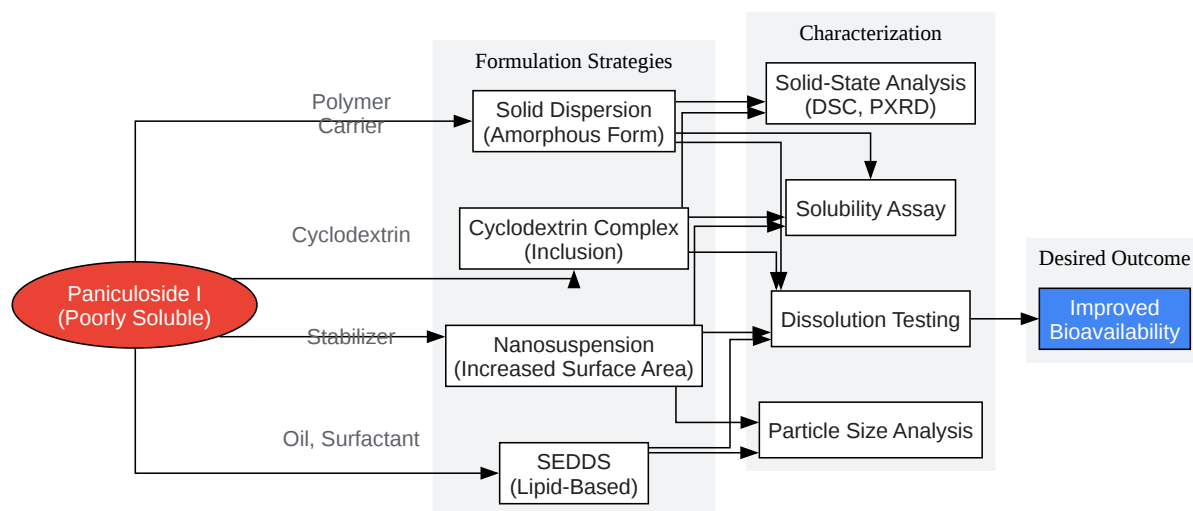 Characterization
Formulation Strategies
Solid-State Analysis
(DSC, PXRD)
Polymer
Carrier
Solid Dispersion
(Amorphous Form)
Solubility Assay
Cyclodextrin
Cyclodextrin Complex
(Inclusion)
Desired Outcome
Paniculoside I
(Poorly Soluble)
Dissolution Testing
Improved
Bioavailability
Stabilizer
Nanosuspension
(Increased Surface Area)
Oil, Surfactant
Particle Size Analysis
SEDDS
(Lipid-Based)